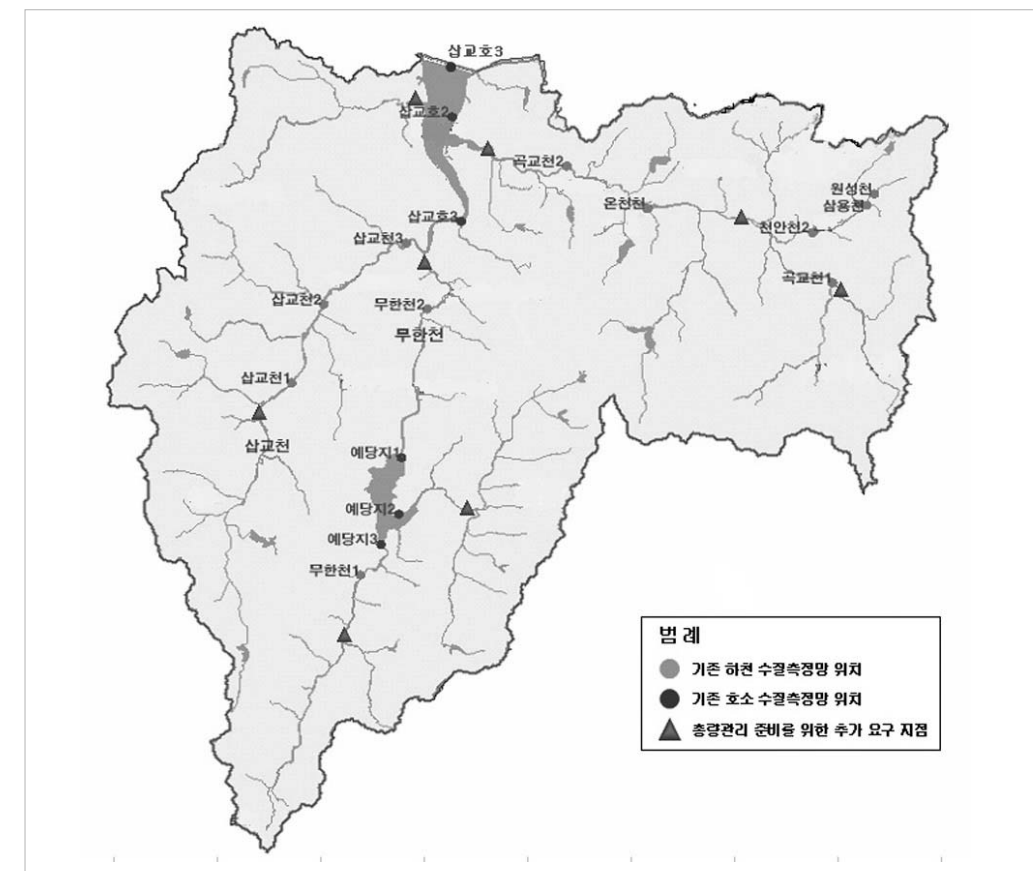 삽교호3
삽교호2
곡교천2
원성천
삼용천
온천천
삽교호3
천안천2
삽교천3
곡교천1
삽교천2
무한천2
무한천
삽교천1
삽교천
예당지1
예당지2
예당지3
무한천1
범 례
기존 하천 수질측정망 위치
기존 호소 수질측정망 위치
총량관리 준비를 위한 추가 요구 지점